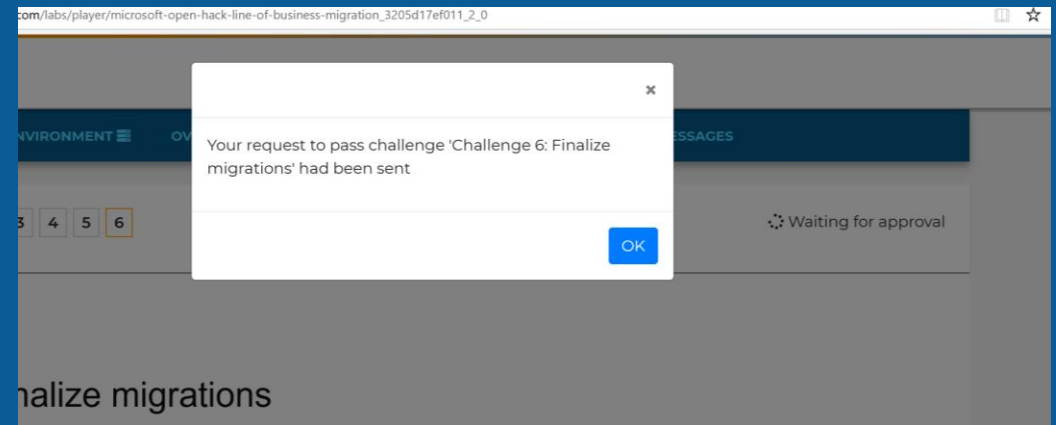 com/labs/player/microsoft-open-hack-line-of-business-migration_3205d17ef011_2_0
×
NVIRONMENT OV
Your request to pass challenge 'Challenge 6: Finalize
migrations' had been sent
ESSAGES
3 4 5 6
Waiting for approval
OK
nalize migrations